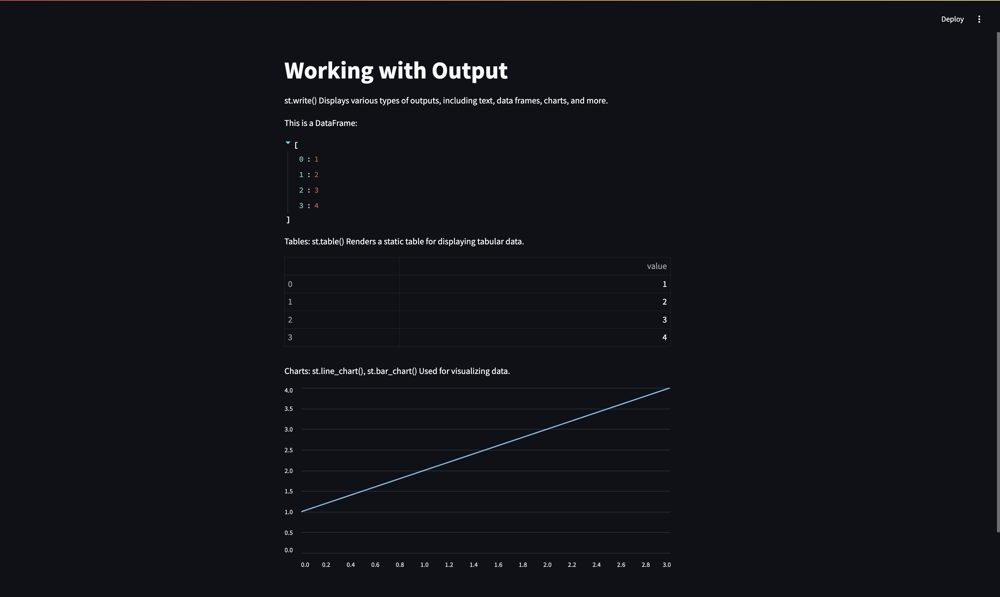 Deploy
Working with Output
st.write() Displays various types of outputs, including text, data frames, charts, and more.
This is a DataFrame:
[
0 : 1
1 : 2
2 : 3
3 : 4
]
Tables: st.table() Renders a static table for displaying tabular data.
value
0 1
1 2
2 3
3 4
Charts: st.line_chart(), st.bar_chart() Used for visualizing data.
4.0
3.5
3.0
2.5
2.0
1.5
1.0
0.5
0.0
0.0 0.2 0.4 0.6 0.8 1.0 1.2 1.4 1.6 1.8 2.0 2.2 2.4 2.6 2.8 3.0